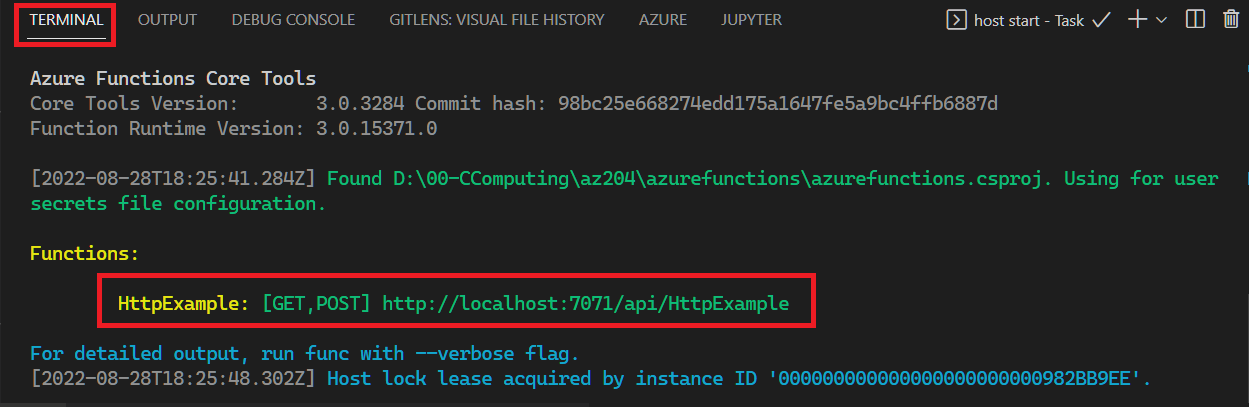 TERMINAL OUTPUT DEBUG CONSOLE GITLENS: VISUAL FILE HISTORY AZURE JUPYTER host start - Task
Azure Functions Core Tools
Core Tools Version: 3.0.3284 Commit hash: 98bc25e668274edd175a1647fe5a9bc4ffb6887d
Function Runtime Version: 3.0.15371.0
[2022-08-28T18:25:41.284Z] Found D:\00-CComputing\az204\azurefunctions\azurefunctions.csproj. Using for user
secrets file configuration.
Functions:
HttpExample: [GET,POST] http://localhost:7071/api/HttpExample
For detailed output, run func with --verbose flag.
[2022-08-28T18:25:48.302Z] Host lock lease acquired by instance ID '000000000000000000000000982BB9EE'.